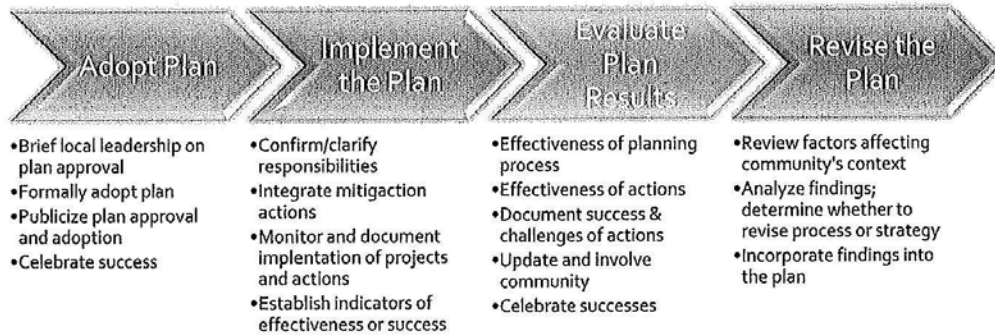 Adopt Plan
•Brief local leadership on
plan approval
•Formally adopt plan
•Publicize plan approval
and adoption
•Celebrate success
Implement
the Plan
•Confirm/clarify
responsibilities
•Integrate mitigaction
actions
•Monitor and document
implentation of projects
and actions
•Establish indicators of
effectiveness or success
Evaluate
Plan
Results
•Effectiveness of planning
process
•Effectiveness of actions
•Document success &
challenges of actions
•Update and involve
community
•Celebrate successes
Revise the
Plan
•Review factors affecting
community's context
•Analyze findings;
determine whether to
revise process or strategy
•Incorporate findings into
the plan